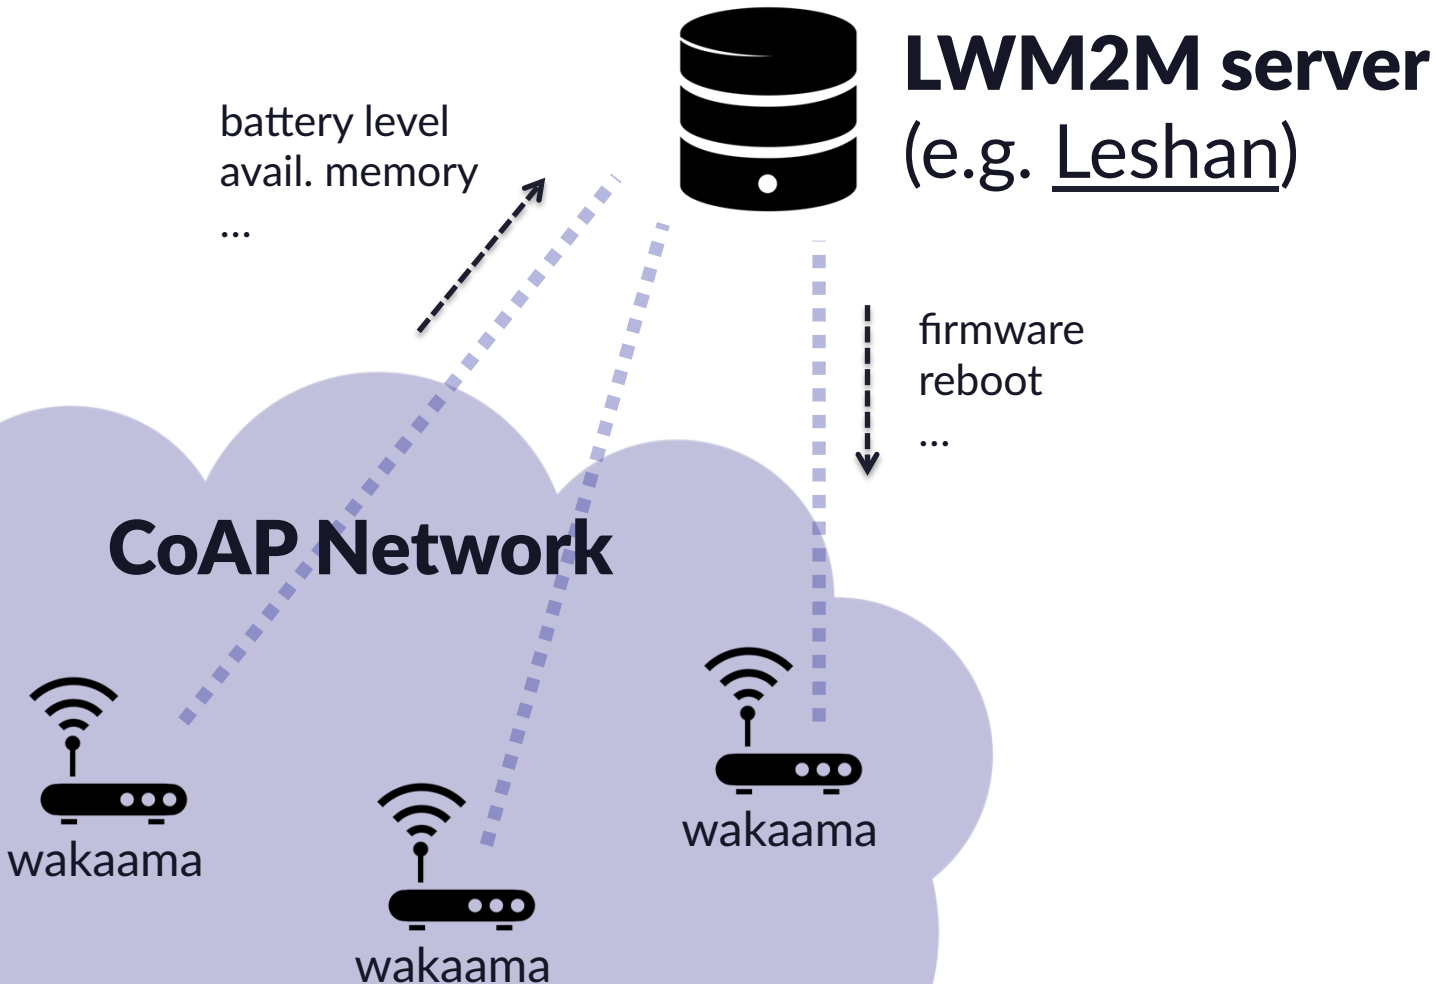 LWM2M server
(e.g. Leshan)
battery level
avail. memory
...
firmware
reboot
...
CoAP Network
wakaama
wakaama
wakaama